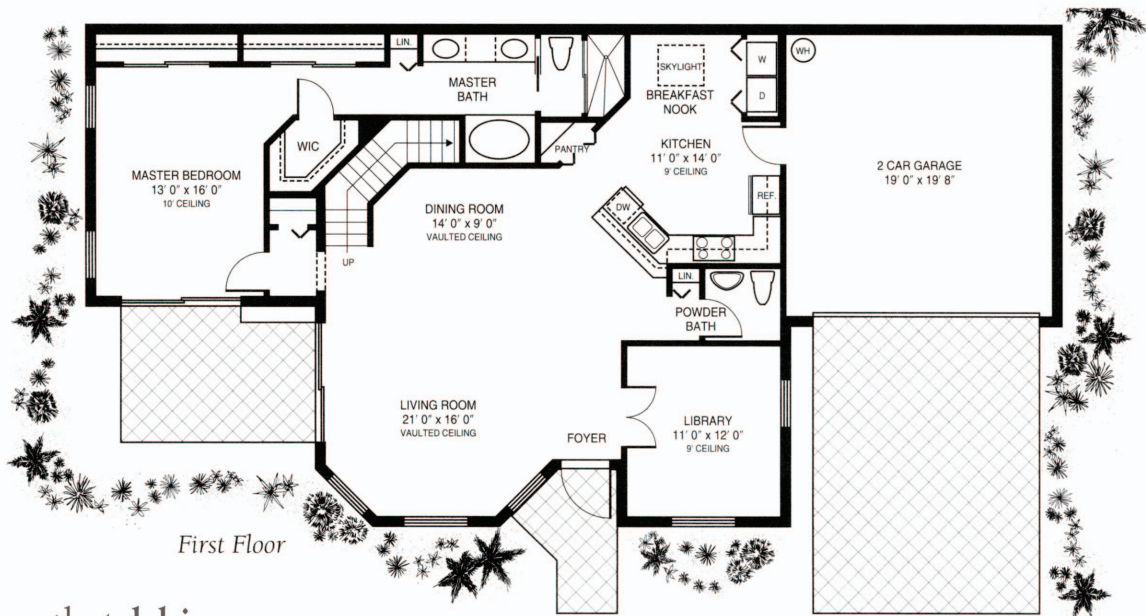 LIN.
WH
W
SKYLIGHT
D
MASTER
BATH
BREAKFAST
NOOK
WIC
PANTRY
KITCHEN
11' 0" x 14' 0"
9' CEILING
2 CAR GARAGE
19' 0" x 19' 8"
MASTER BEDROOM
13' 0" x 16' 0"
10' CEILING
REF.
DINING ROOM
14' 0" x 9' 0"
VAULTED CEILING
DW
UP
LIN.
POWDER
BATH
LIVING ROOM
21' 0" x 16' 0"
VAULTED CEILING
LIBRARY
11' 0" x 12' 0"
9' CEILING
FOYER
First Floor